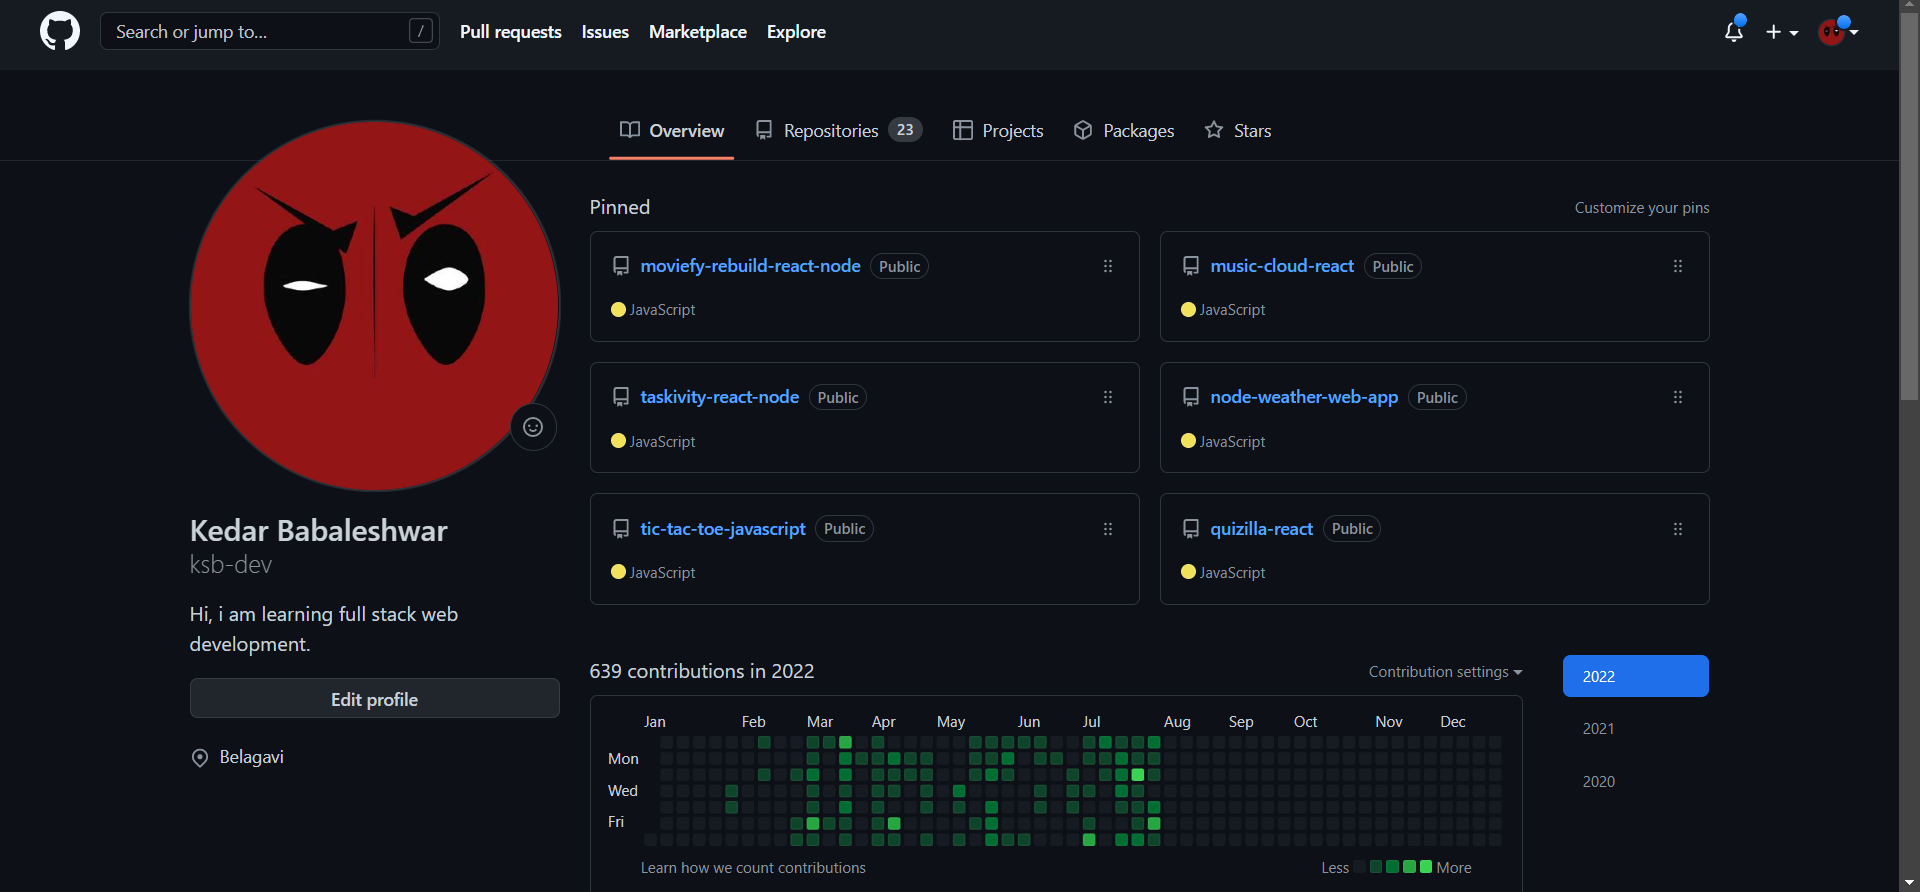 Search or jump to... /
Pull requests
Issues
Marketplace
Explore
Overview
Repositories 23
Projects
Packages
Stars
Kedar Babaleshwar
ksb-dev
Hi, i am learning full stack web
development.
Edit profile
Belagavi
Pinned
Customize your pins
moviefy-rebuild-react-node Public
JavaScript
music-cloud-react Public
JavaScript
taskivity-react-node Public
JavaScript
node-weather-web-app Public
JavaScript
tic-tac-toe-javascript Public
JavaScript
quizilla-react Public
JavaScript
639 contributions in 2022
Contribution settings
Jan Feb Mar Apr May Jun Jul Aug Sep Oct Nov Dec
Mon
Wed
Fri
Learn how we count contributions
Less More
2022
2021
2020